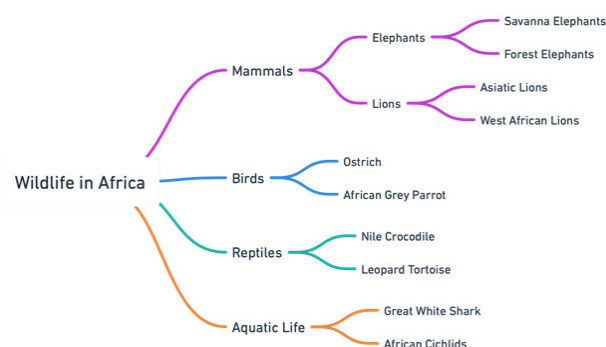 Wildlife in Africa
Mammals
Elephants
Savanna Elephants
Forest Elephants
Lions
Asiatic Lions
West African Lions
Birds
Ostrich
African Grey Parrot
Reptiles
Nile Crocodile
Leopard Tortoise
Aquatic Life
Great White Shark
African Cichlids